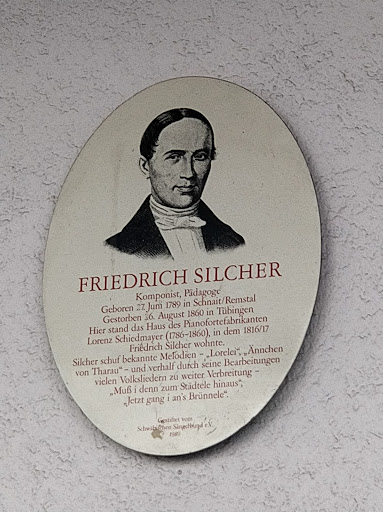 FRIEDRICH SILCHER
Komponist, Pädagoge
Geboren 27. Juni 1789 in Schnait/Remstal
Gestorben 26. August 1860 in Tübingen
Hier stand das Haus des Pianofortefabrikanten
Lorenz Schiedmayer (1786–1860), in dem 1816/17
Friedrich Silcher wohnte.
Silcher schuf bekannte Melodien – „Lorelei“, „Ännchen
von Tharau“ – und verhalf durch seine Bearbeitungen
vielen Volksliedern zu weiter Verbreitung –
„Muß i denn zum Städtele hinaus“,
„Jetzt gang i an's Brünnele“.
Gestiftet vom
Schwäbischen Sängerbund e.V.
1989